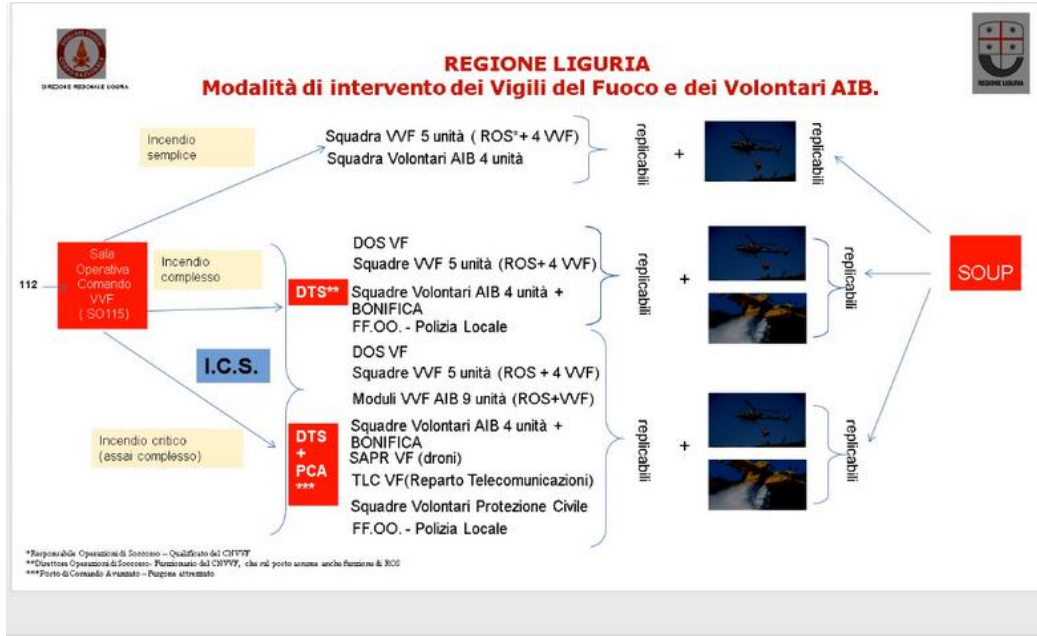 DIREZIONE REGIONALE LIGURIA
REGIONE LIGURIA
REGIONE LIGURIA
Modalità di intervento dei Vigili del Fuoco e dei Volontari AIB.
Incendio
semplice
Squadra VVF 5 unità ( ROS*+ 4 VVF)
Squadra Volontari AIB 4 unità
replicabili
+
replicabili
112
Sala
Operativa
Comando
VVF
( SO115)
Incendio
complesso
DTS**
DOS VF
Squadre VVF 5 unità (ROS+ 4 VVF)
Squadre Volontari AIB 4 unità +
BONIFICA
FF.OO. - Polizia Locale
replicabili
+
replicabili
SOUP
I.C.S.
Incendio critico
(assai complesso)
DTS
+
PCA
***
DOS VF
Squadre VVF 5 unità (ROS + 4 VVF)
Moduli VVF AIB 9 unità (ROS+VVF)
Squadre Volontari AIB 4 unità +
BONIFICA
SAPR VF (droni)
TLC VF(Reparto Telecomunicazioni)
Squadre Volontari Protezione Civile
FF.OO. - Polizia Locale
replicabili
+
replicabili
*Responsabile Operazioni di Soccorso – Qualificato del CNVVF
**Direttore Operazioni di Soccorso- Funzionario del CNVVF, che sul posto assume anche funzione di ROS
***Posto di Comando Avanzato – Furgone attrezzato